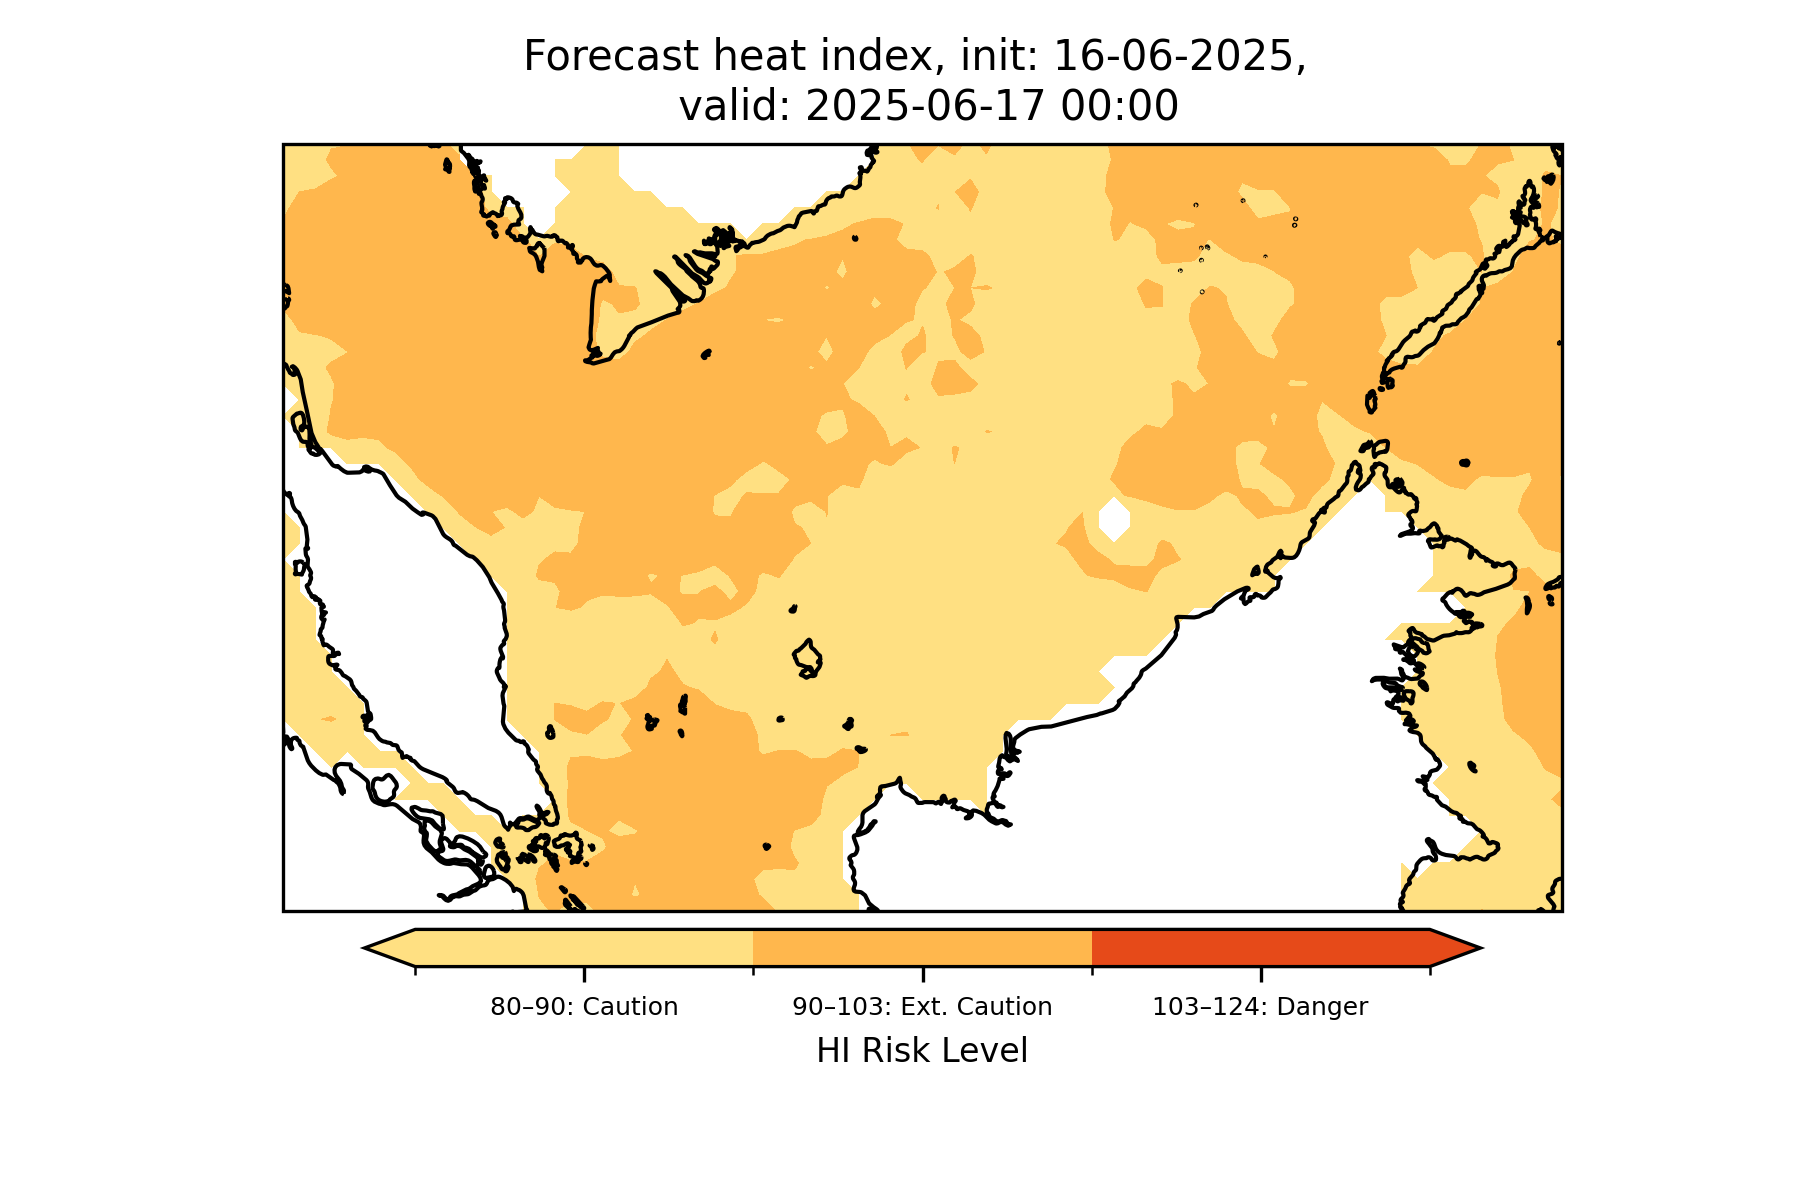 Forecast heat index, init: 16-06-2025,
valid: 2025-06-17 00:00
80–90: Caution
90–103: Ext. Caution
103–124: Danger
HI Risk Level